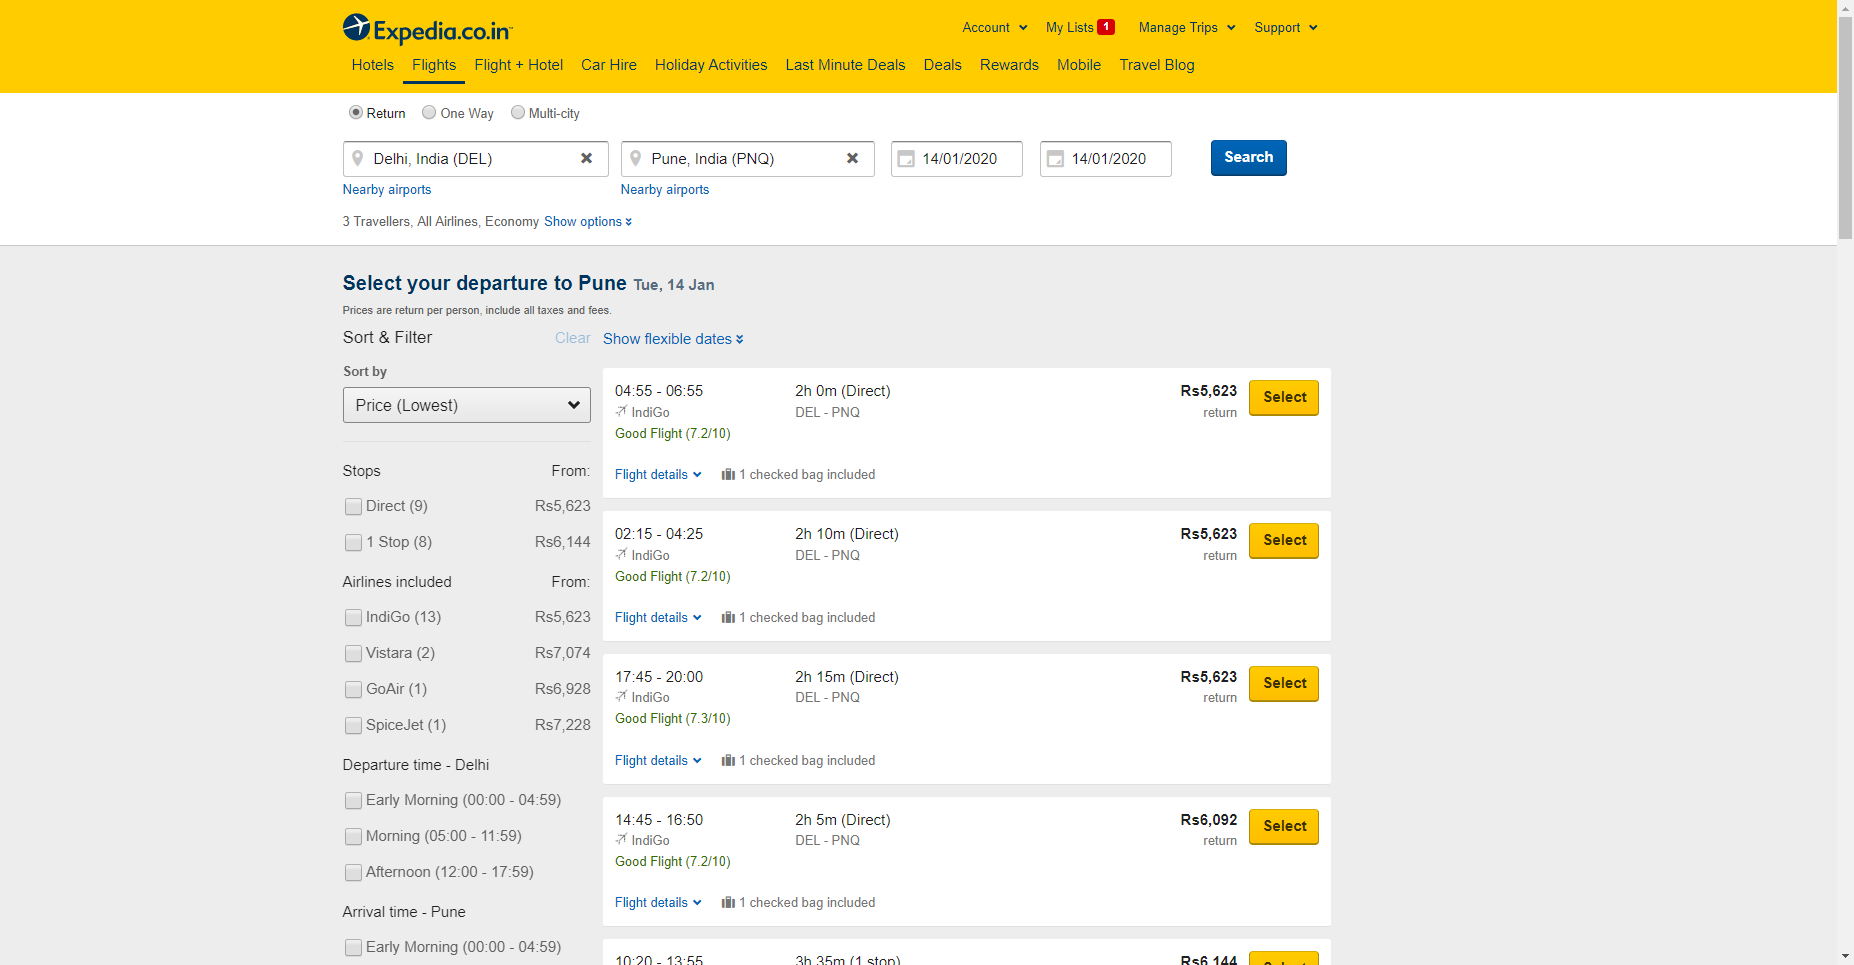 Expedia.co.in
Account
My Lists 1
Manage Trips
Support
Hotels Flights Flight + Hotel Car Hire Holiday Activities Last Minute Deals Deals Rewards Mobile Travel Blog
Return One Way Multi-city
Delhi, India (DEL)
Pune, India (PNQ)
14/01/2020
14/01/2020
Search
Nearby airports
Nearby airports
3 Travellers, All Airlines, Economy Show options
Select your departure to Pune Tue, 14 Jan
Prices are return per person, include all taxes and fees.
Sort & Filter Clear
Show flexible dates
Sort by
Price (Lowest)
Stops From:
Direct (9) Rs5,623
1 Stop (8) Rs6,144
Airlines included From:
IndiGo (13) Rs5,623
Vistara (2) Rs7,074
GoAir (1) Rs6,928
SpiceJet (1) Rs7,228
Departure time - Delhi
Early Morning (00:00 - 04:59)
Morning (05:00 - 11:59)
Afternoon (12:00 - 17:59)
Arrival time - Pune
Early Morning (00:00 - 04:59)
04:55 - 06:55 2h 0m (Direct) Rs5,623 Select
IndiGo DEL - PNQ return
Good Flight (7.2/10)
Flight details 1 checked bag included
02:15 - 04:25 2h 10m (Direct) Rs5,623 Select
IndiGo DEL - PNQ return
Good Flight (7.2/10)
Flight details 1 checked bag included
17:45 - 20:00 2h 15m (Direct) Rs5,623 Select
IndiGo DEL - PNQ return
Good Flight (7.3/10)
Flight details 1 checked bag included
14:45 - 16:50 2h 5m (Direct) Rs6,092 Select
IndiGo DEL - PNQ return
Good Flight (7.2/10)
Flight details 1 checked bag included
10:20 - 13:55 3h 35m (1 stop) Rs6,144 Select